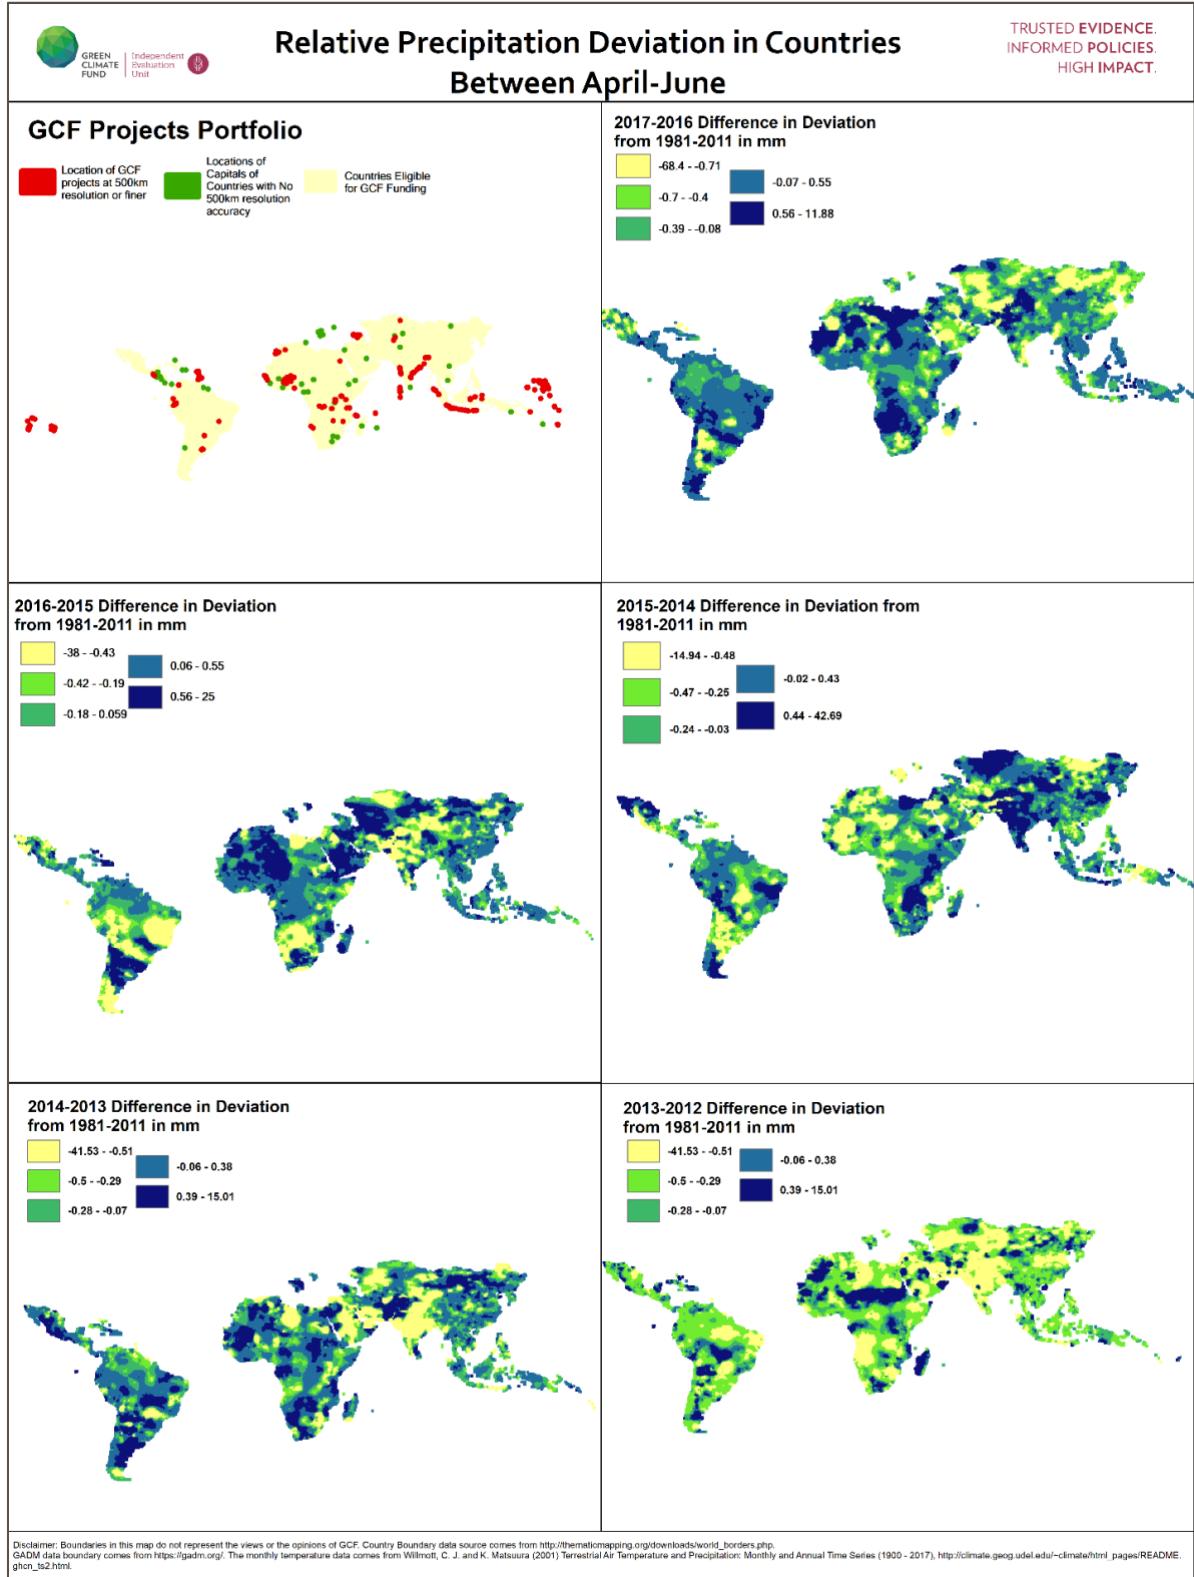 GREEN
CLIMATE
FUND
Independent
Evaluation
Unit
Relative Precipitation Deviation in Countries
Between April-June
TRUSTED EVIDENCE.
INFORMED POLICIES.
HIGH IMPACT.
GCF Projects Portfolio
Location of GCF
projects at 500km
resolution or finer
Locations of
Capitals of
Countries with No
500km resolution
accuracy
Countries Eligible
for GCF Funding
2017-2016 Difference in Deviation
from 1981-2011 in mm
-68.4 - -0.71
-0.7 - -0.4
-0.39 - -0.08
-0.07 - 0.55
0.56 - 11.88
2016-2015 Difference in Deviation
from 1981-2011 in mm
-38 - -0.43
-0.42 - -0.19
-0.18 - 0.059
0.06 - 0.55
0.56 - 25
2015-2014 Difference in Deviation from
1981-2011 in mm
-14.94 - -0.48
-0.47 - -0.25
-0.24 - -0.03
-0.02 - 0.43
0.44 - 42.69
2014-2013 Difference in Deviation
from 1981-2011 in mm
-41.53 - -0.51
-0.5 - -0.29
-0.28 - -0.07
-0.06 - 0.38
0.39 - 15.01
2013-2012 Difference in Deviation
from 1981-2011 in mm
-41.53 - -0.51
-0.5 - -0.29
-0.28 - -0.07
-0.06 - 0.38
0.39 - 15.01
Disclaimer: Boundaries in this map do not represent the views or the opinions of GCF. Country Boundary data source comes from http://thematicmapping.org/downloads/world_borders.php.
GADM data boundary comes from https://gadm.org/. The monthly temperature data comes from Willmott, C. J. and K. Matsuura (2001) Terrestrial Air Temperature and Precipitation: Monthly and Annual Time Series (1900 - 2017), http://climate.geog.udel.edu/~climate/html_pages/README.
ghcn_ts2.html.